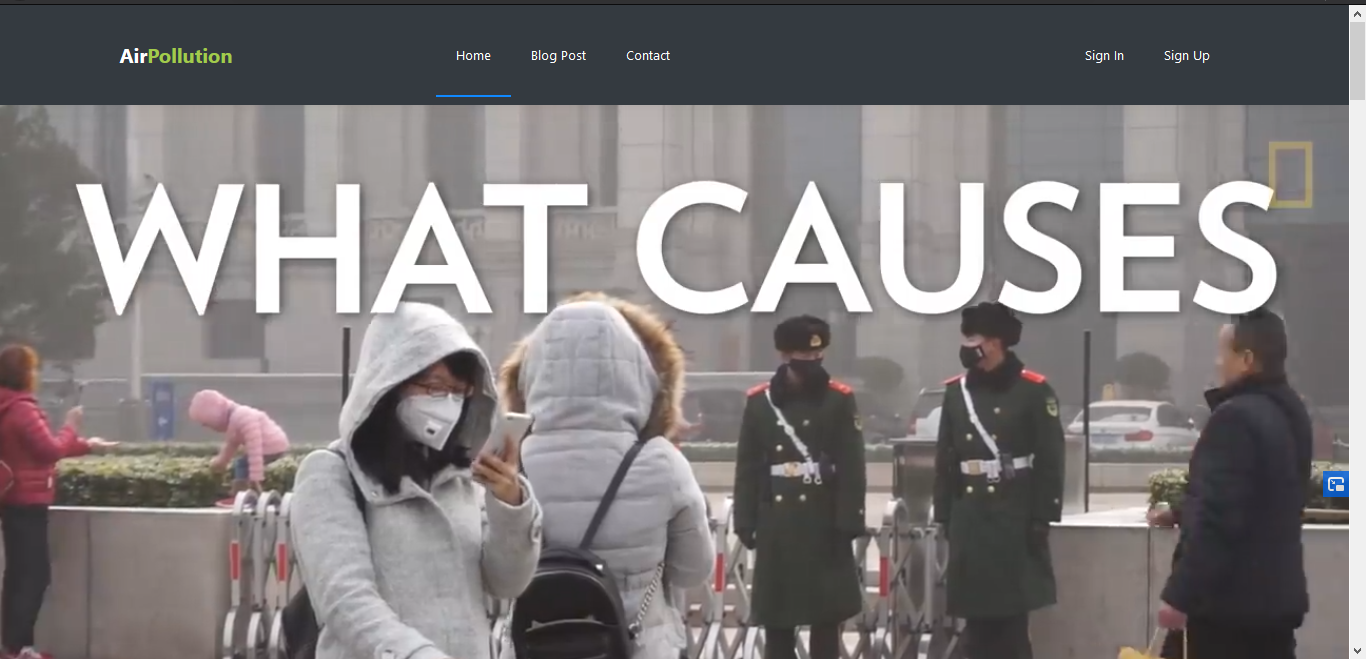 AirPollution
Home
Blog Post
Contact
Sign In
Sign Up
WHAT CAUSES